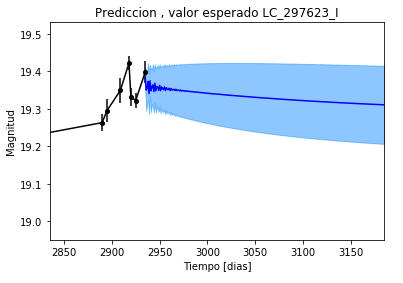 Prediccion , valor esperado LC_297623_I
19.5
19.4
19.3
19.2
19.1
19.0
Magnitud
2850 2900 2950 3000 3050 3100 3150
Tiempo [dias]